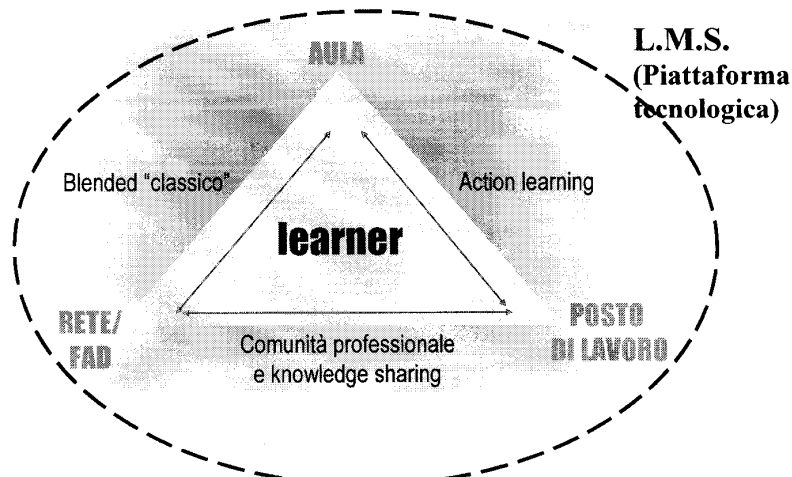 L.M.S.
(Piattaforma
tecnologica)
AULA
Blended "classico"
Action learning
learner
RETE/
FAD
POSTO
DI LAVORO
Comunità professionale
e knowledge sharing